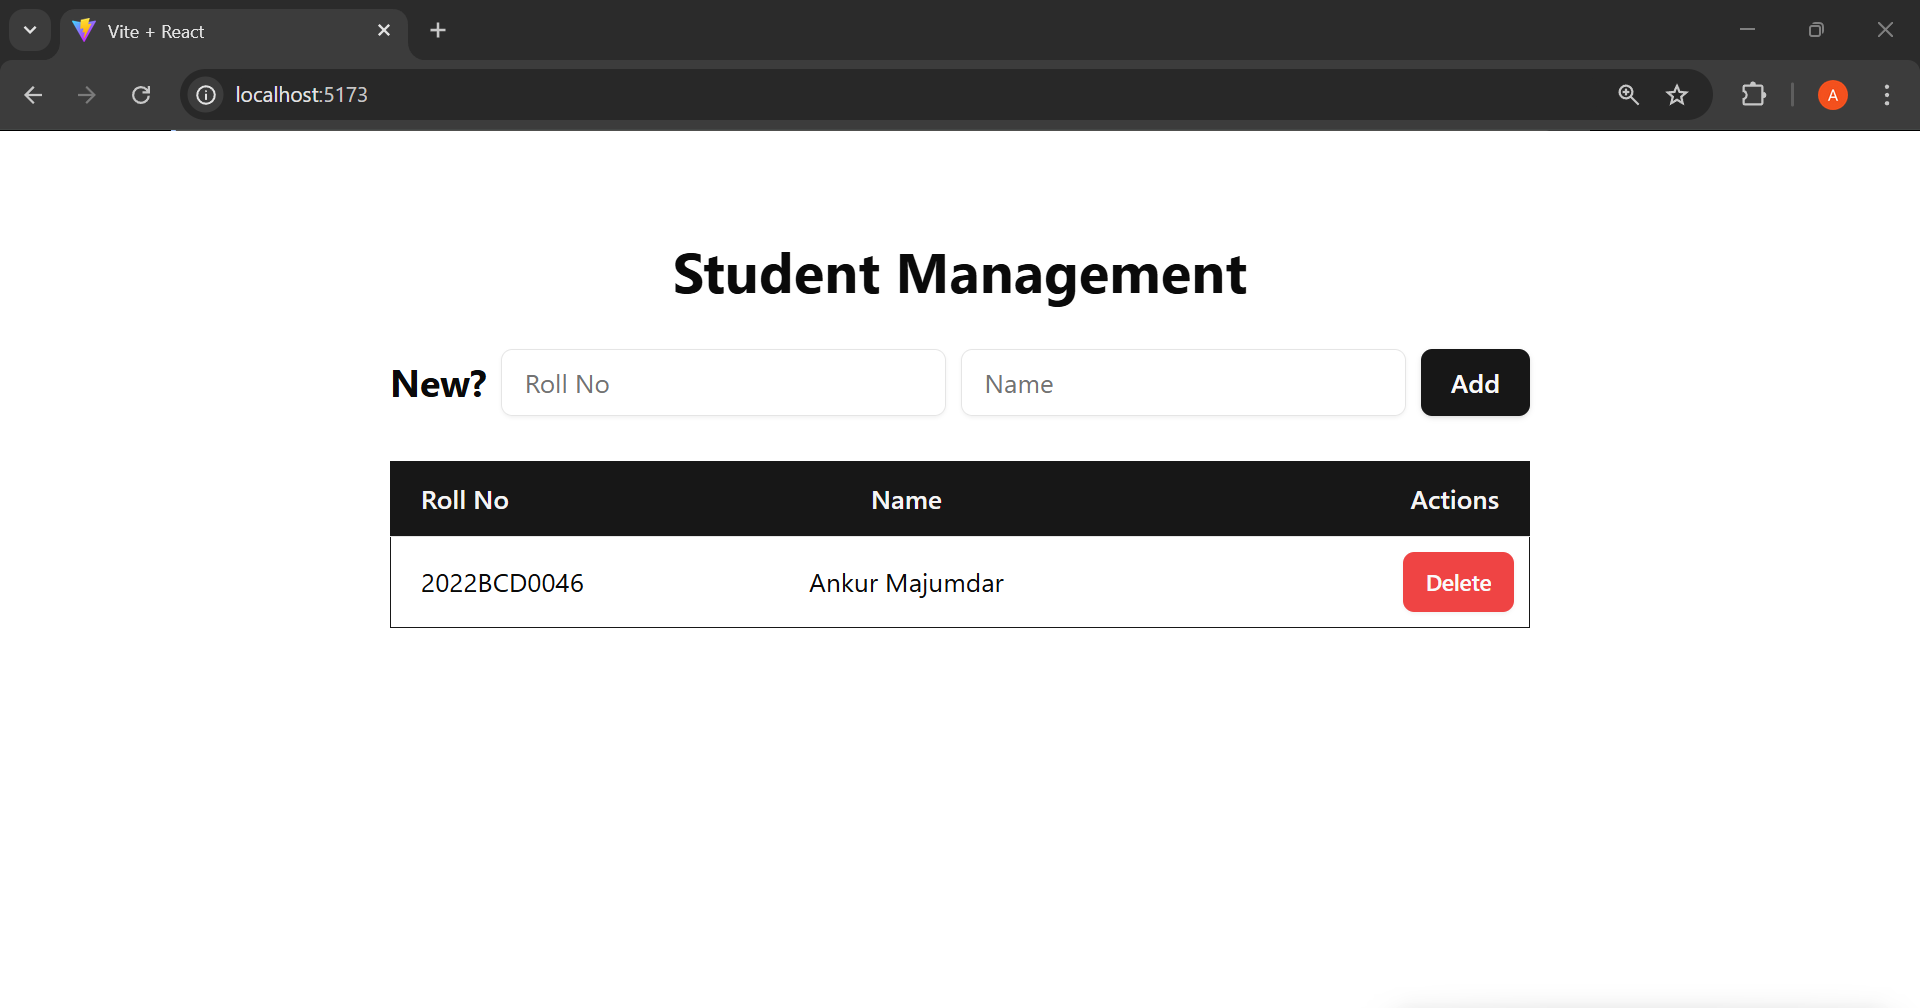 Vite + React
localhost:5173
A
Student Management
New? Roll No Name Add
Roll No Name Actions
2022BCD0046 Ankur Majumdar Delete